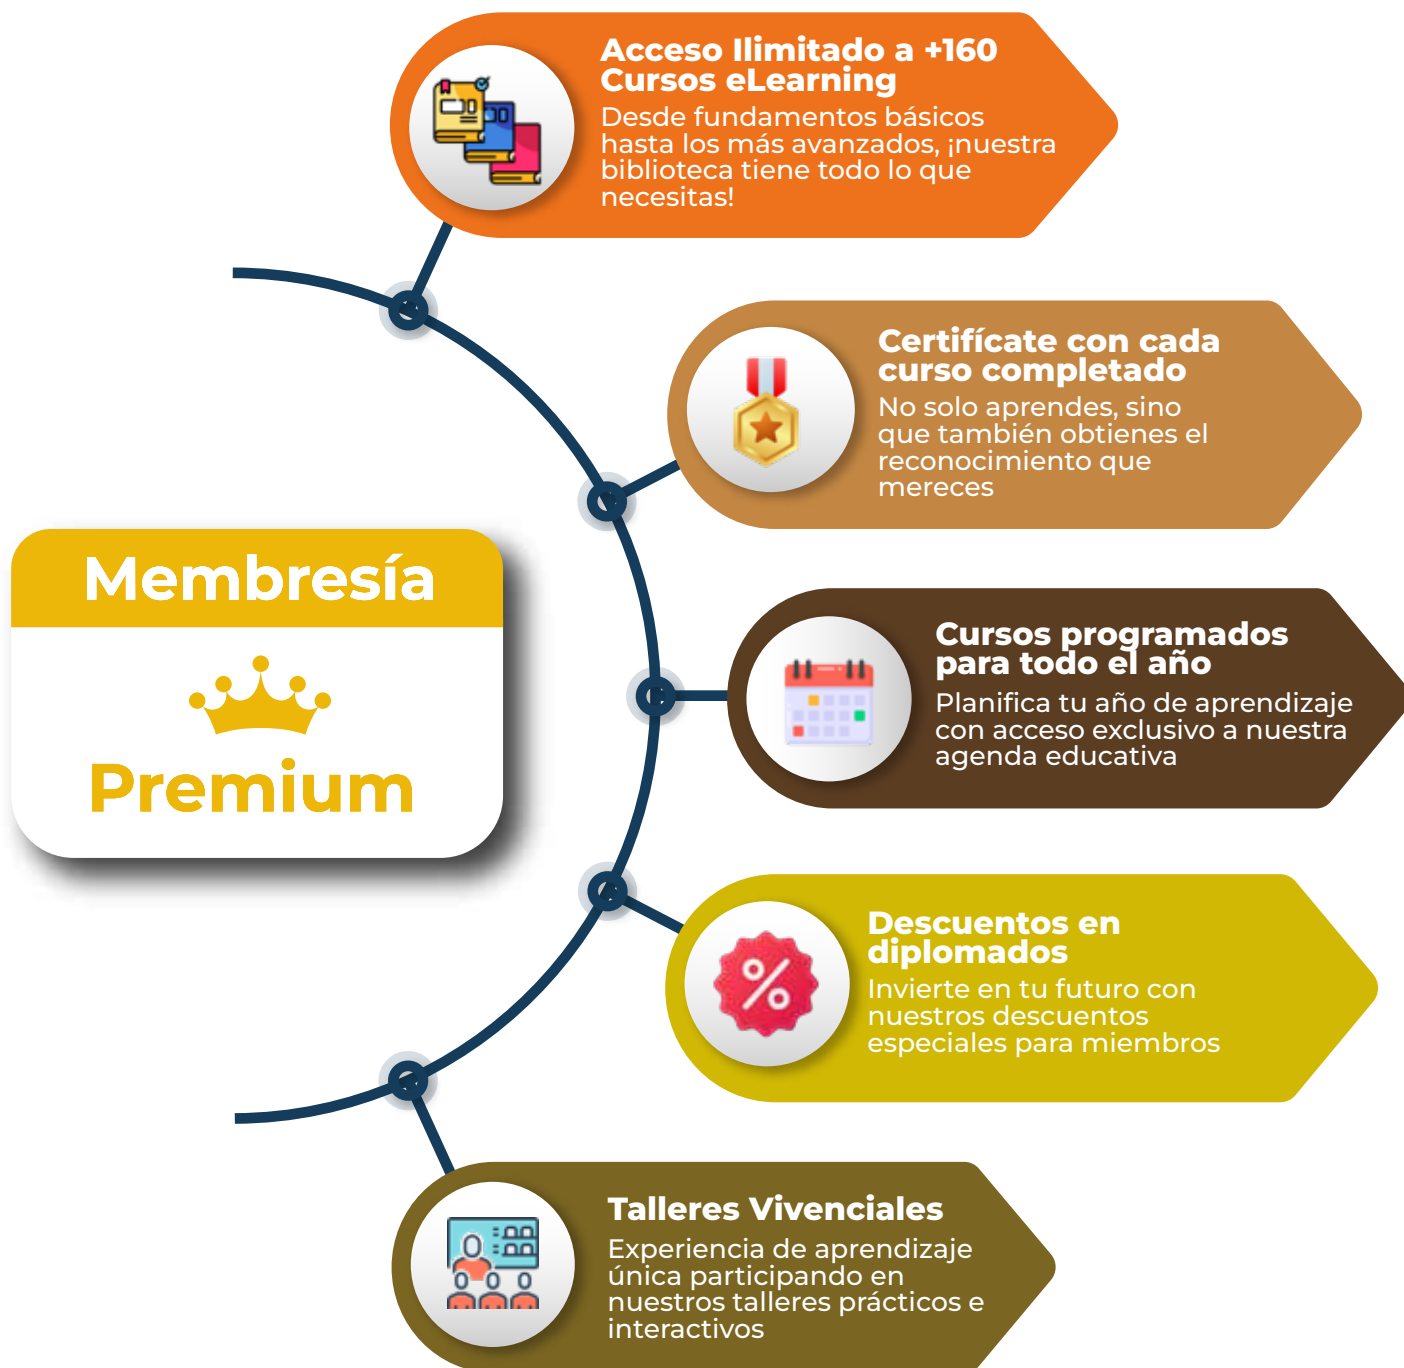 Acceso Ilimitado a +160
Cursos eLearning
Desde fundamentos básicos
hasta los más avanzados, ¡nuestra
biblioteca tiene todo lo que
necesitas!
Certifícate con cada
curso completado
No solo aprendes, sino
que también obtienes el
reconocimiento que
mereces
Membresía
Premium
Cursos programados
para todo el año
Planifica tu año de aprendizaje
con acceso exclusivo a nuestra
agenda educativa
Descuentos en
diplomados
Invierte en tu futuro con
nuestros descuentos
especiales para miembros
Talleres Vivenciales
Experiencia de aprendizaje
única participando en
nuestros talleres prácticos e
interactivos